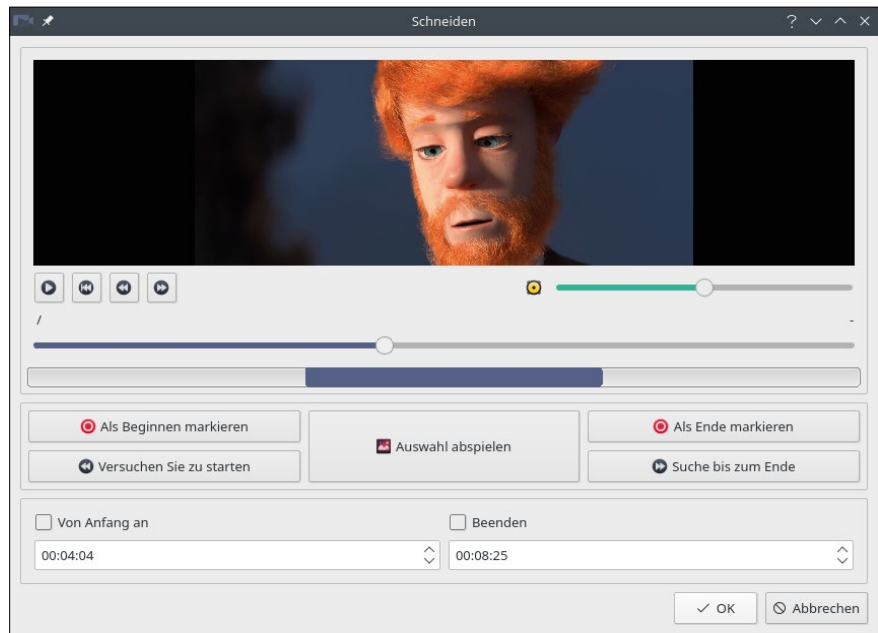 Schneiden
/ -
Als Beginnen markieren
Auswahl abspielen
Als Ende markieren
Versuchen Sie zu starten
Suche bis zum Ende
Von Anfang an
Beenden
00:04:04
00:08:25
OK
Abbrechen